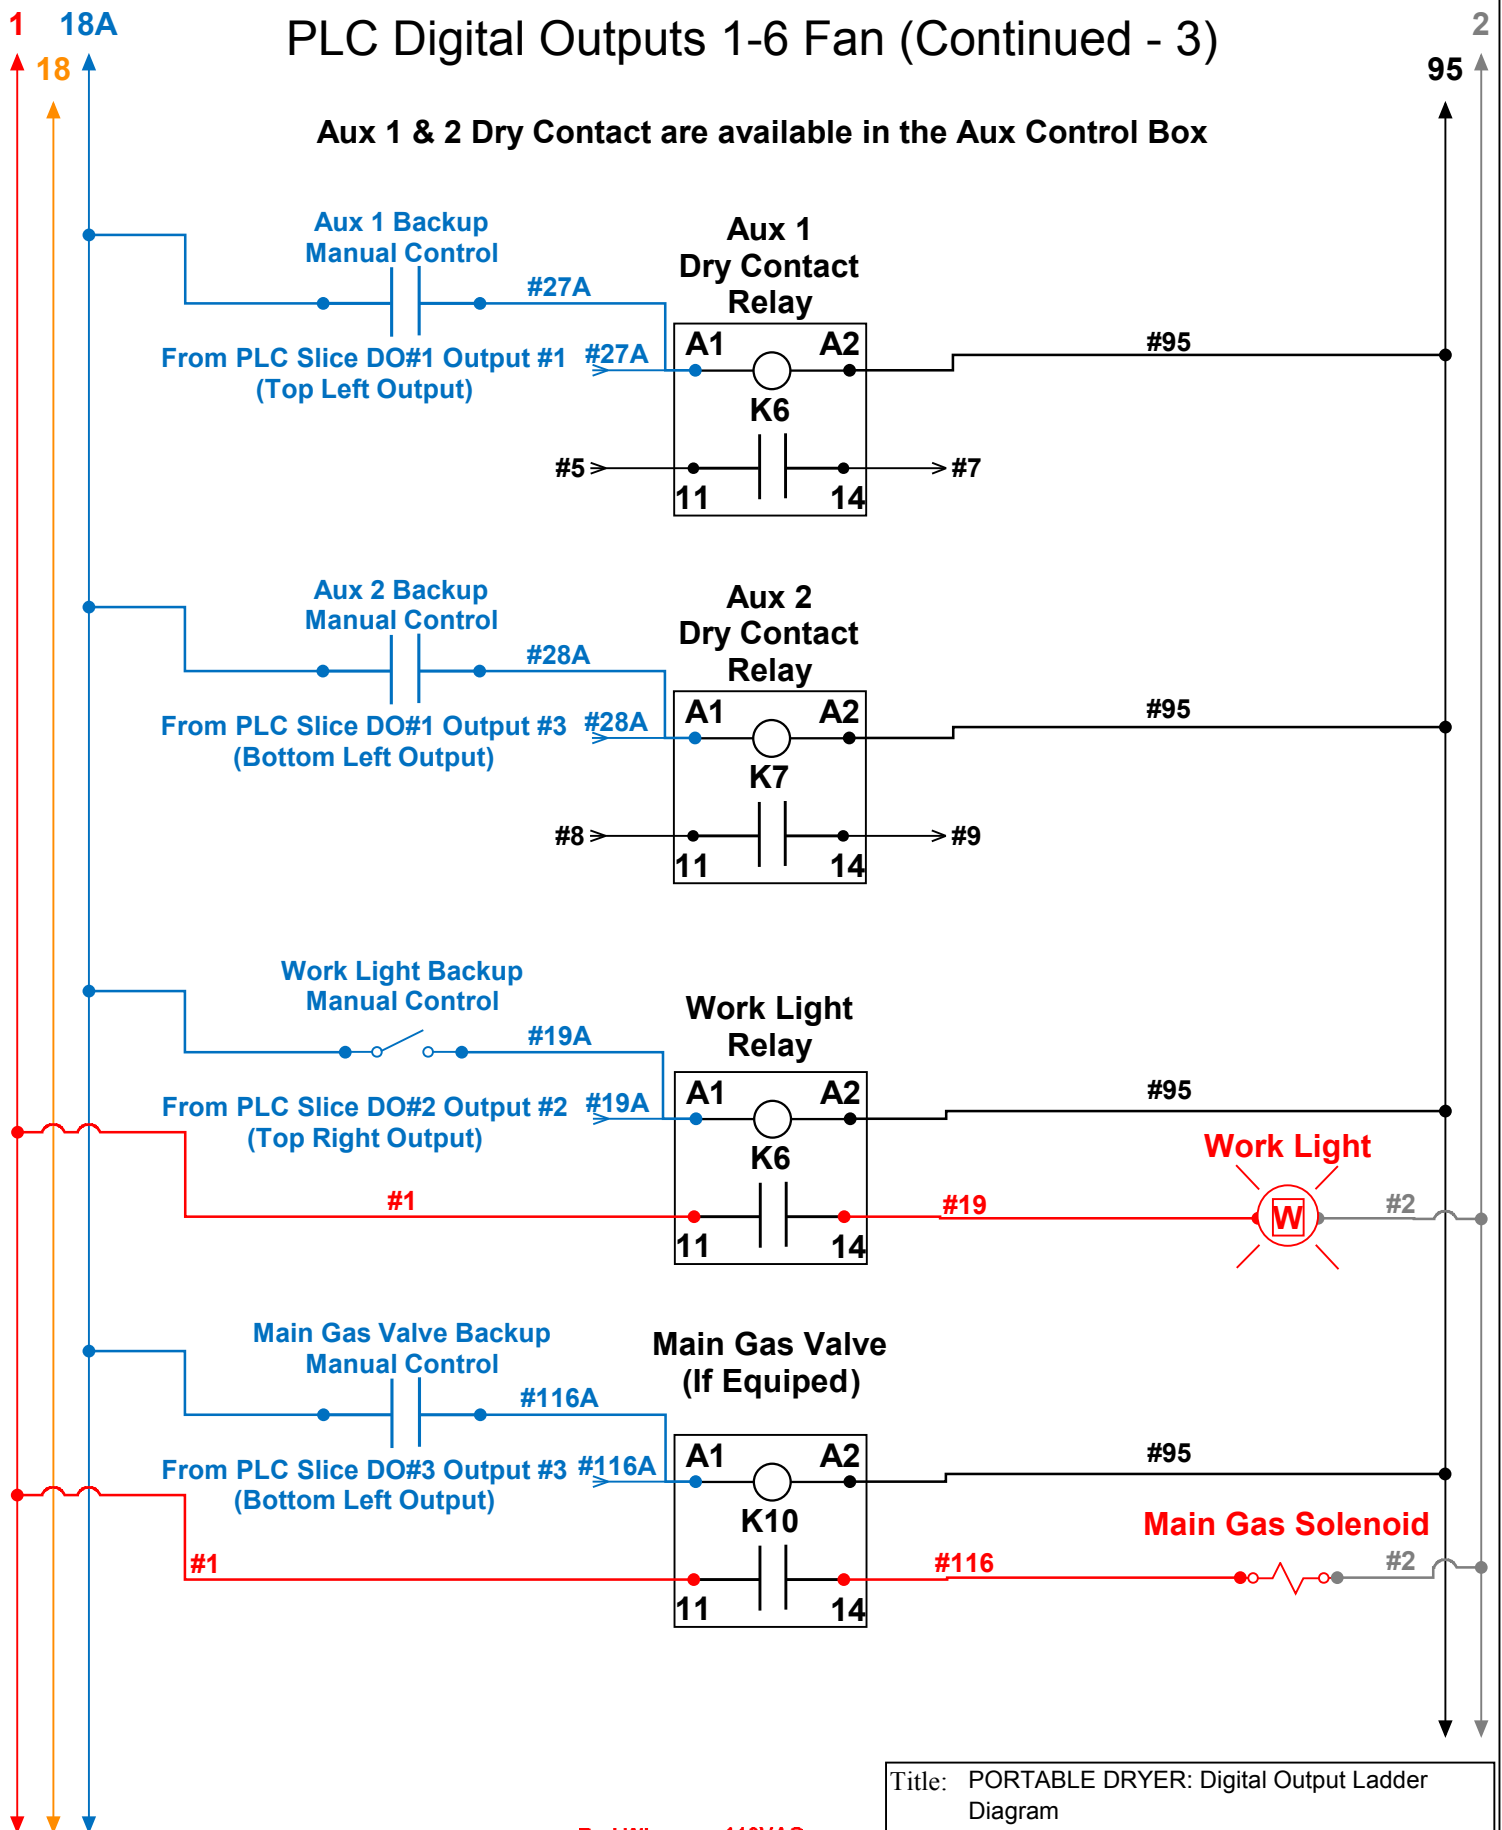 1 18A PLC Digital Outputs 1-6 Fan (Continued - 3) 2
18 95
Aux 1 & 2 Dry Contact are available in the Aux Control Box
Aux 1 Backup
Manual Control
#27A
Aux 1
Dry Contact
Relay
From PLC Slice DO#1 Output #1 #27A
(Top Left Output)
A1 A2
#95
K6
#5 #7
11 14
Aux 2 Backup
Manual Control
#28A
Aux 2
Dry Contact
Relay
From PLC Slice DO#1 Output #3 #28A
(Bottom Left Output)
A1 A2
#95
K7
#8 #9
11 14
Work Light Backup
Manual Control
#19A
Work Light
Relay
From PLC Slice DO#2 Output #2 #19A
(Top Right Output)
A1 A2
#95
K6
Work Light
#1 #19 W #2
11 14
Main Gas Valve Backup
Manual Control
#116A
Main Gas Valve
(If Equiped)
From PLC Slice DO#3 Output #3 #116A
(Bottom Left Output)
A1 A2
#95
K10
Main Gas Solenoid
#1 #116 #2
11 14
Title: PORTABLE DRYER: Digital Output Ladder
Diagram